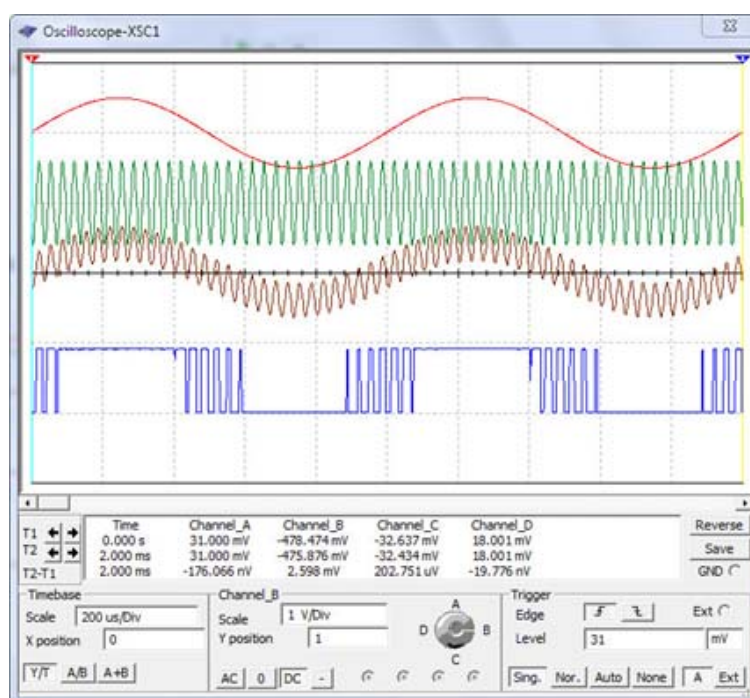 Oscilloscope-XSC1
Time Channel_A Channel_B Channel_C Channel_D
T1 0.000 s 31.000 mV -478.474 mV -32.637 mV 18.001 mV
T2 2.000 ms 31.000 mV -475.876 mV -32.434 mV 18.001 mV
T2-T1 2.000 ms -176.066 nV 2.598 mV 202.751 uV -19.776 nV
Reverse
Save
GND
Timebase
Scale 200 us/Div
X position 0
Y/T A/B A+B
Channel_B
Scale 1 V/Div
Y position 1
AC 0 DC -
A
D B
C
Trigger
Edge Ext
Level 31 mV
Sing. Nor. Auto None A Ext